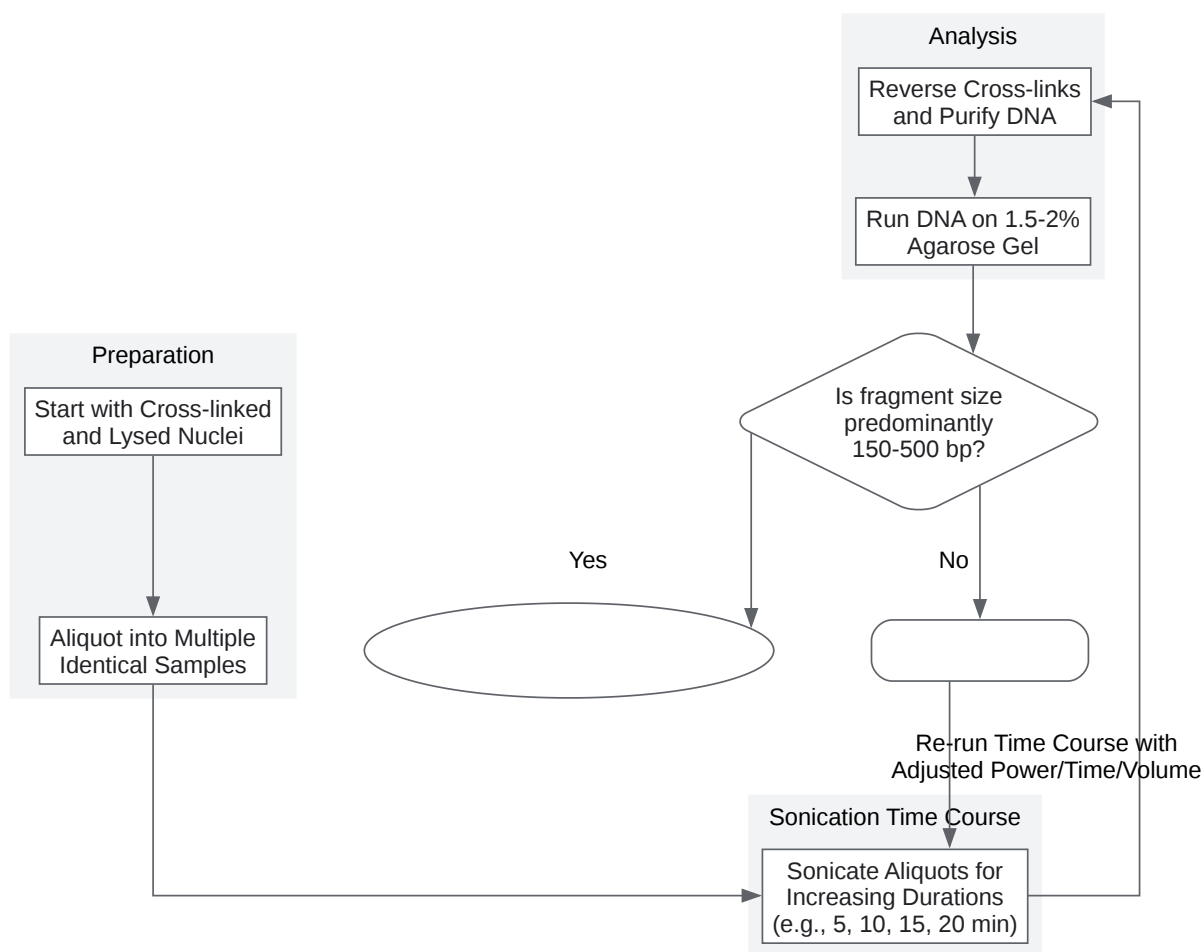 Analysis
Reverse Cross-links
and Purify DNA
Run DNA on 1.5-2%
Agarose Gel
Preparation
Start with Cross-linked
and Lysed Nuclei
Is fragment size
predominantly
150-500 bp?
Yes
No
Aliquot into Multiple
Identical Samples
Re-run Time Course with
Adjusted Power/Time/Volume
Sonication Time Course
Sonicate Aliquots for
Increasing Durations
(e.g., 5, 10, 15, 20 min)